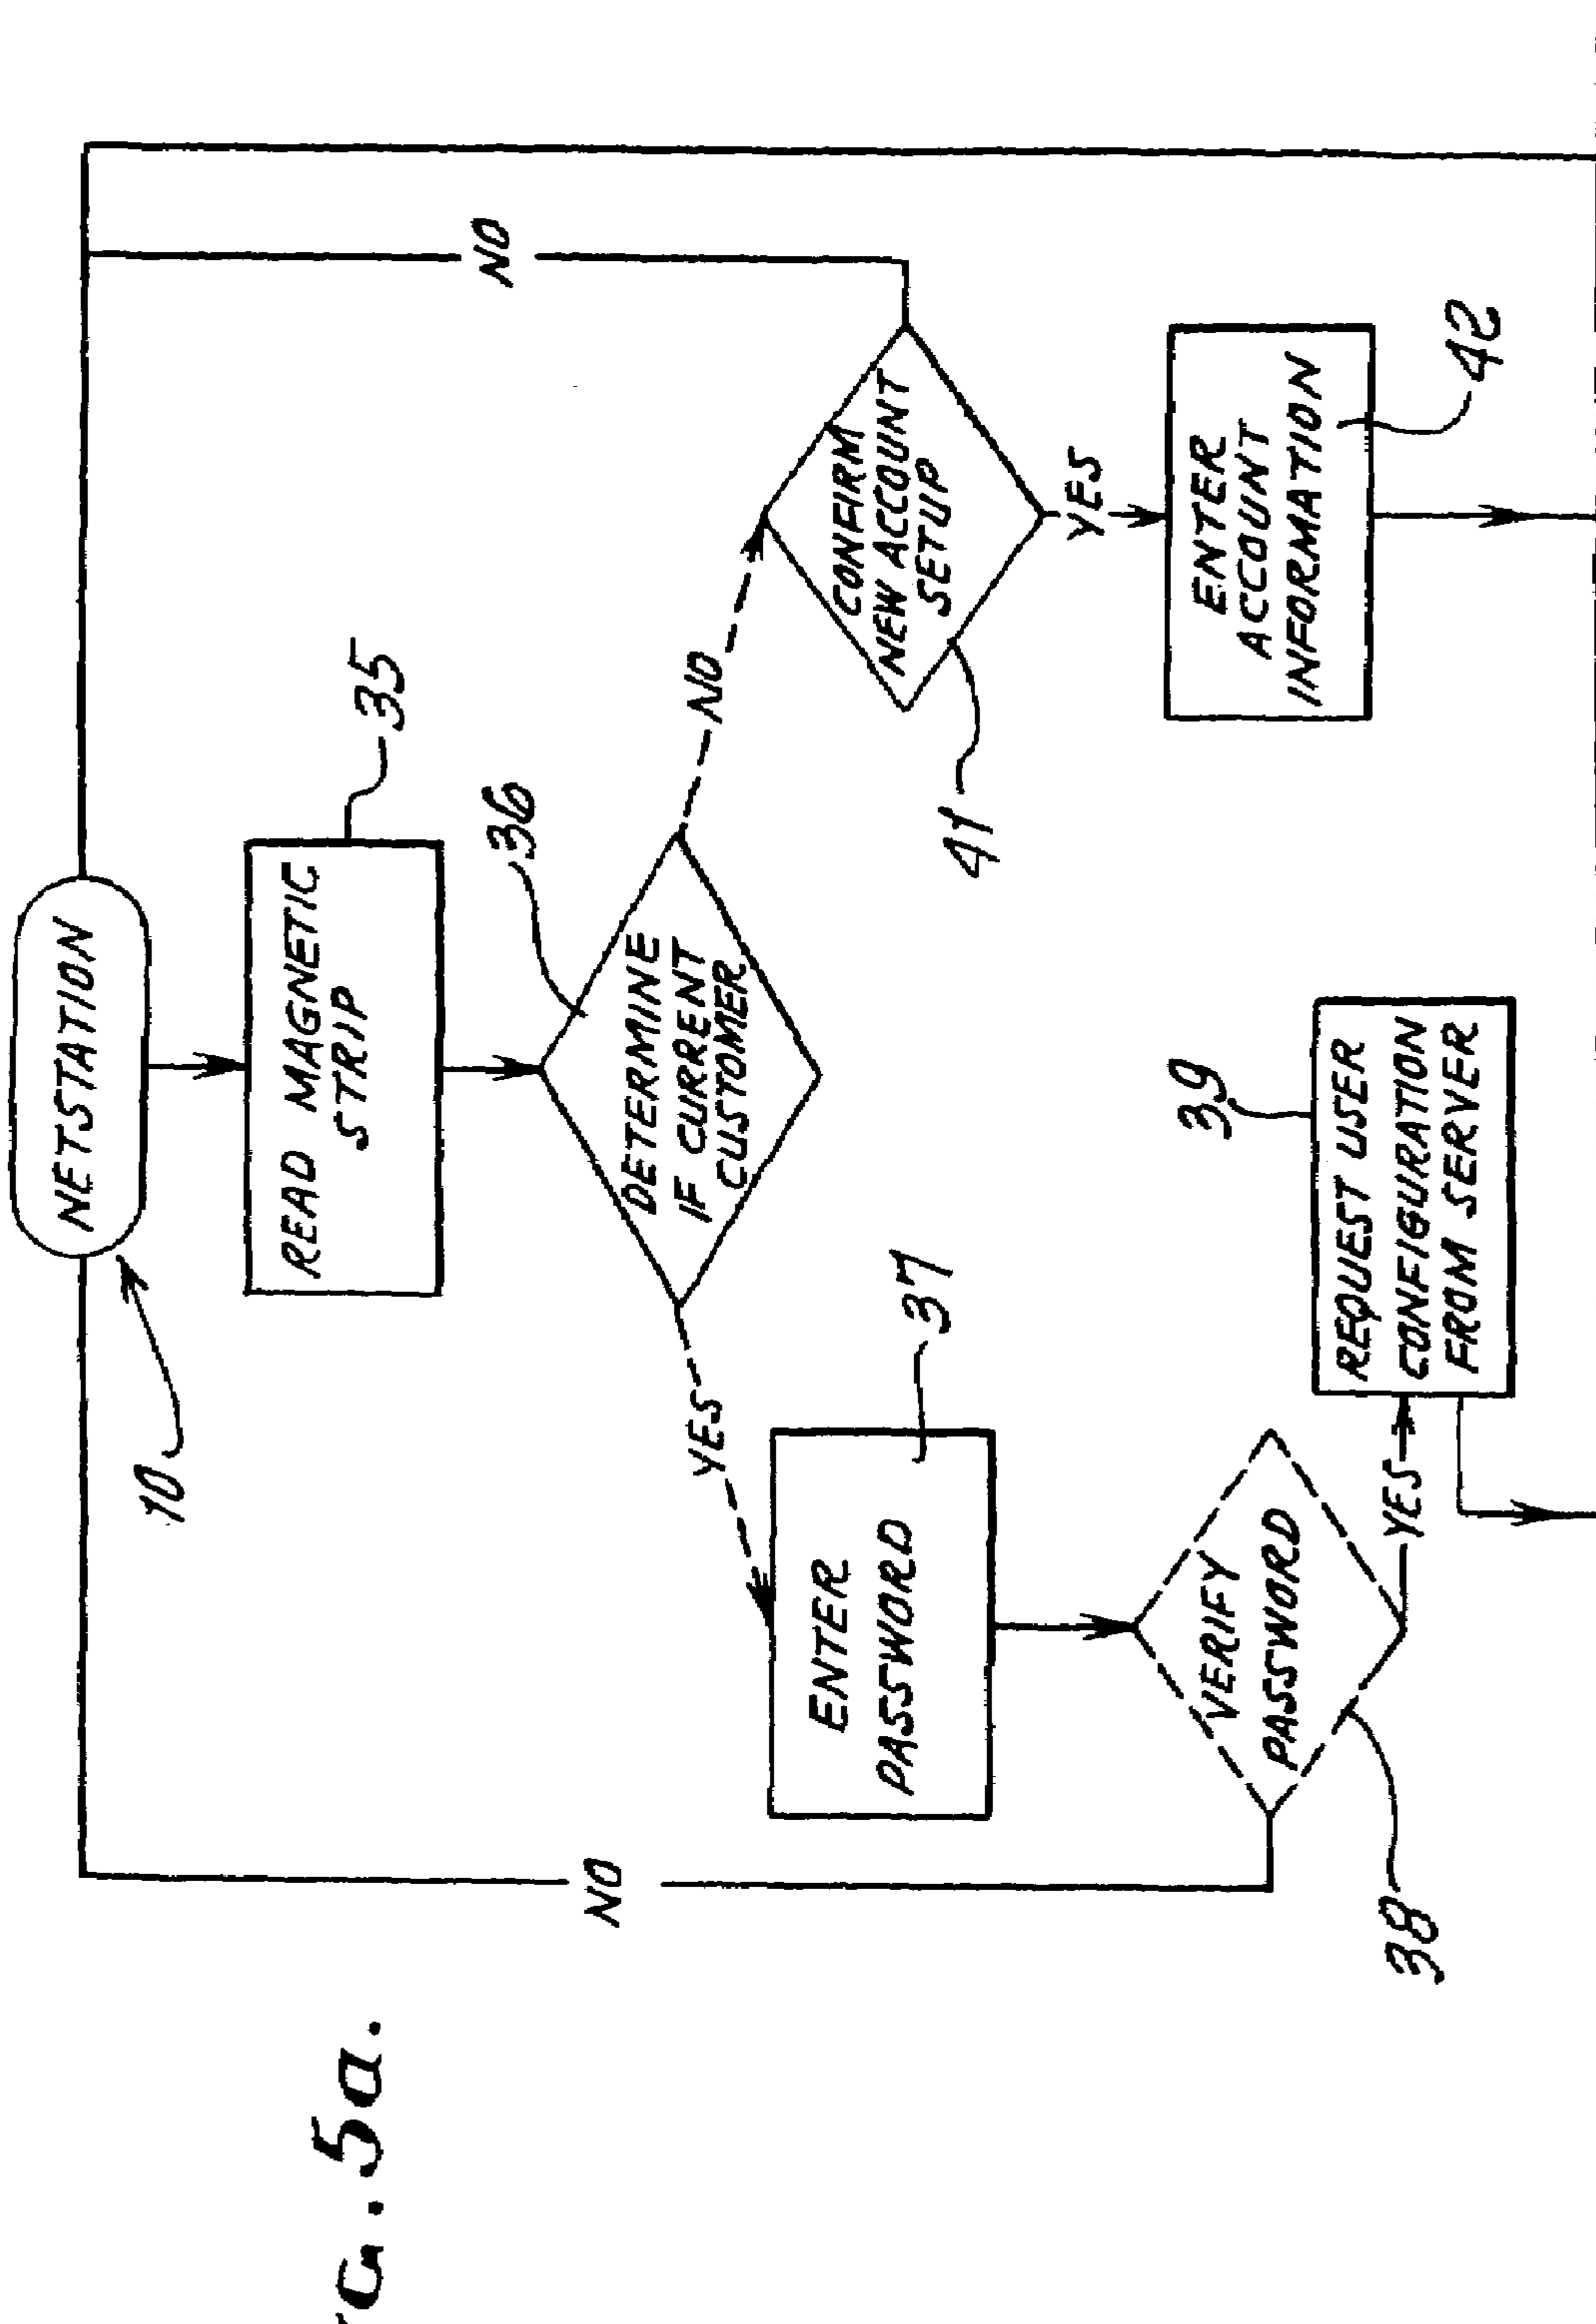 NETSTATION
10
READ MAGNETIC
STRIP
35
36
DETERMINE
IF CURRENT
CUSTOMER
YES
NO
ENTER
PASSWORD
37
CONFIRM
NEW ACCOUNT
SETUP
41
NO
YES
VERIFY
PASSWORD
38
NO
YES
REQUEST USER
CONFIGURATION
FROM SERVER
39
ENTER
ACCOUNT
INFORMATION
42
G. 5a.